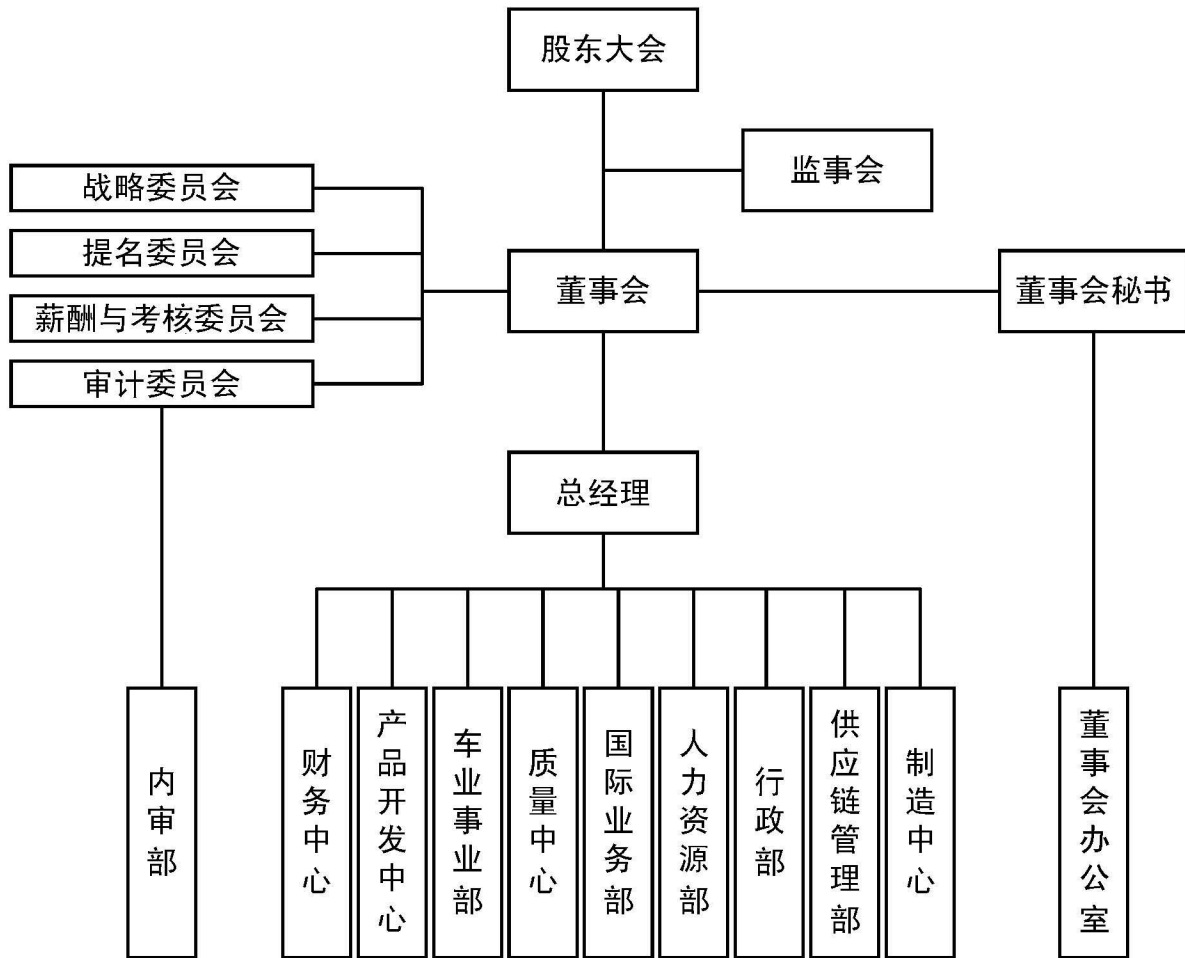 股东大会
监事会
战略委员会
提名委员会
薪酬与考核委员会
审计委员会
董事会
董事会秘书
总经理
内审部
财务中心
产品开发中心
车业事业部
质量中心
国际业务部
人力资源部
行政部
供应链管理部
制造中心
董事会办公室